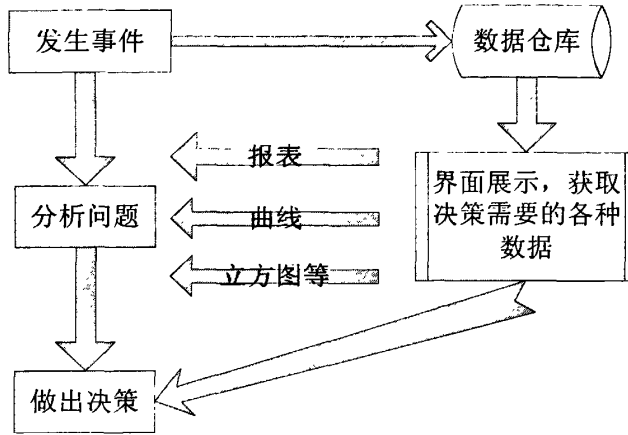 发生事件
数据仓库
报表
界面展示，获取
决策需要的各种
数据
分析问题
曲线
立方图等
做出决策